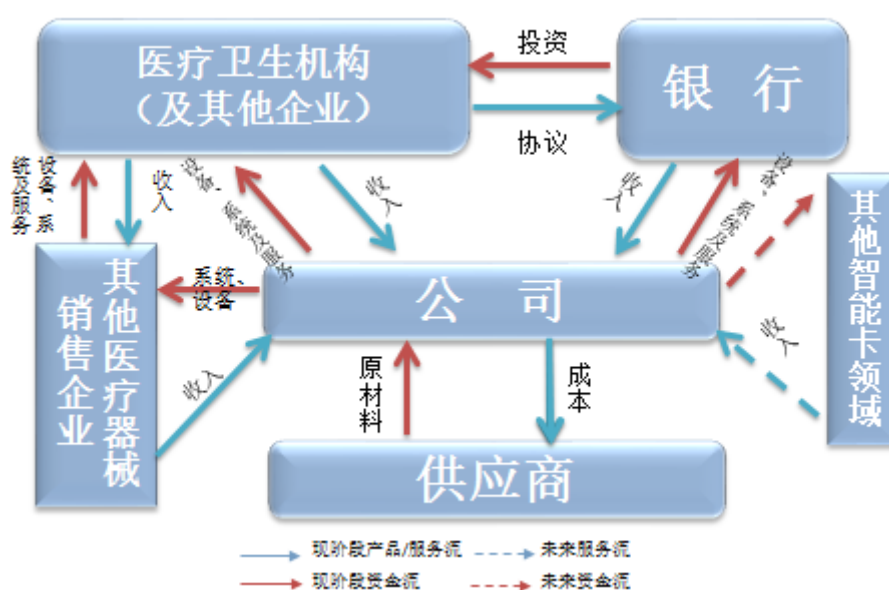 医疗卫生机构
（及其他企业）
投资
银 行
协议
设备、系
统及服务
收入
设备、系统及服务
收入
收入
设备、系统及服务
其他智能卡领域
其他医疗器械
销售企业
系统、
设备
公 司
收入
收入
原材料
成本
供应商
现阶段产品/服务流
未来服务流
现阶段资金流
未来资金流